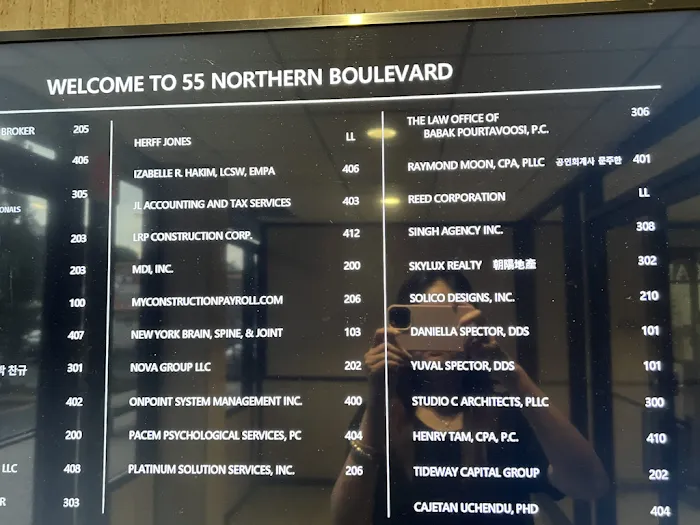 WELCOME TO 55 NORTHERN BOULEVARD
BROKER 205
406
305
ONALS
203
203
100
407
박 찬규 301
402
200
LLC 408
R 303
HERFF JONES LL
IZABELLE R. HAKIM, LCSW, EMPA 406
JL ACCOUNTING AND TAX SERVICES 403
LRP CONSTRUCTION CORP. 412
MDI, INC. 200
MYCONSTRUCTIONPAYROLL.COM 206
NEW YORK BRAIN, SPINE, & JOINT 103
NOVA GROUP LLC 202
ONPOINT SYSTEM MANAGEMENT INC. 400
PACEM PSYCHOLOGICAL SERVICES, PC 404
PLATINUM SOLUTION SERVICES, INC. 206
THE LAW OFFICE OF 306
BABAK POURTAVOOSI, P.C.
RAYMOND MOON, CPA, PLLC 공인회계사 문주한 401
REED CORPORATION LL
SINGH AGENCY INC. 308
SKYLUX REALTY 朝陽地產 302
SOLICO DESIGNS, INC. 210
DANIELLA SPECTOR, DDS 101
YUVAL SPECTOR, DDS 101
STUDIO C ARCHITECTS, PLLC 300
HENRY TAM, CPA, P.C. 410
TIDEWAY CAPITAL GROUP 202
CAJETAN UCHENDU, PHD 404